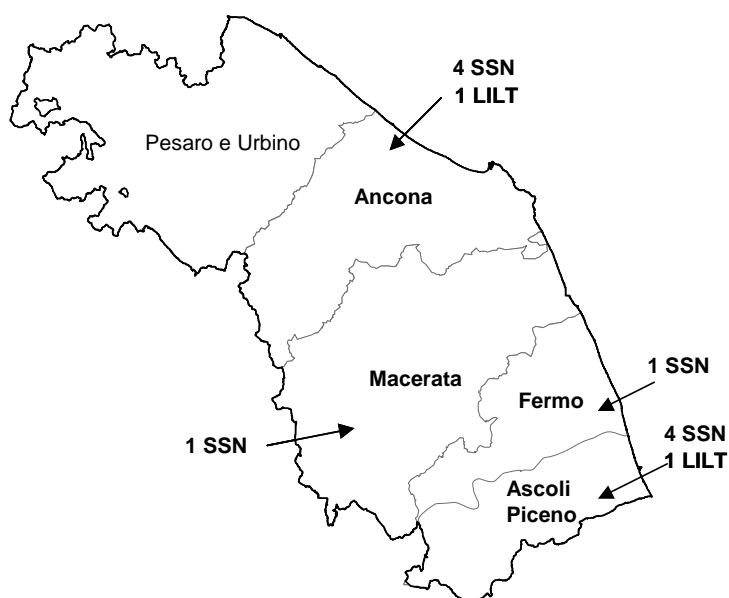 4 SSN
1 LILT
Pesaro e Urbino
Ancona
Macerata
1 SSN
Fermo
1 SSN
4 SSN
1 LILT
Ascoli
Piceno